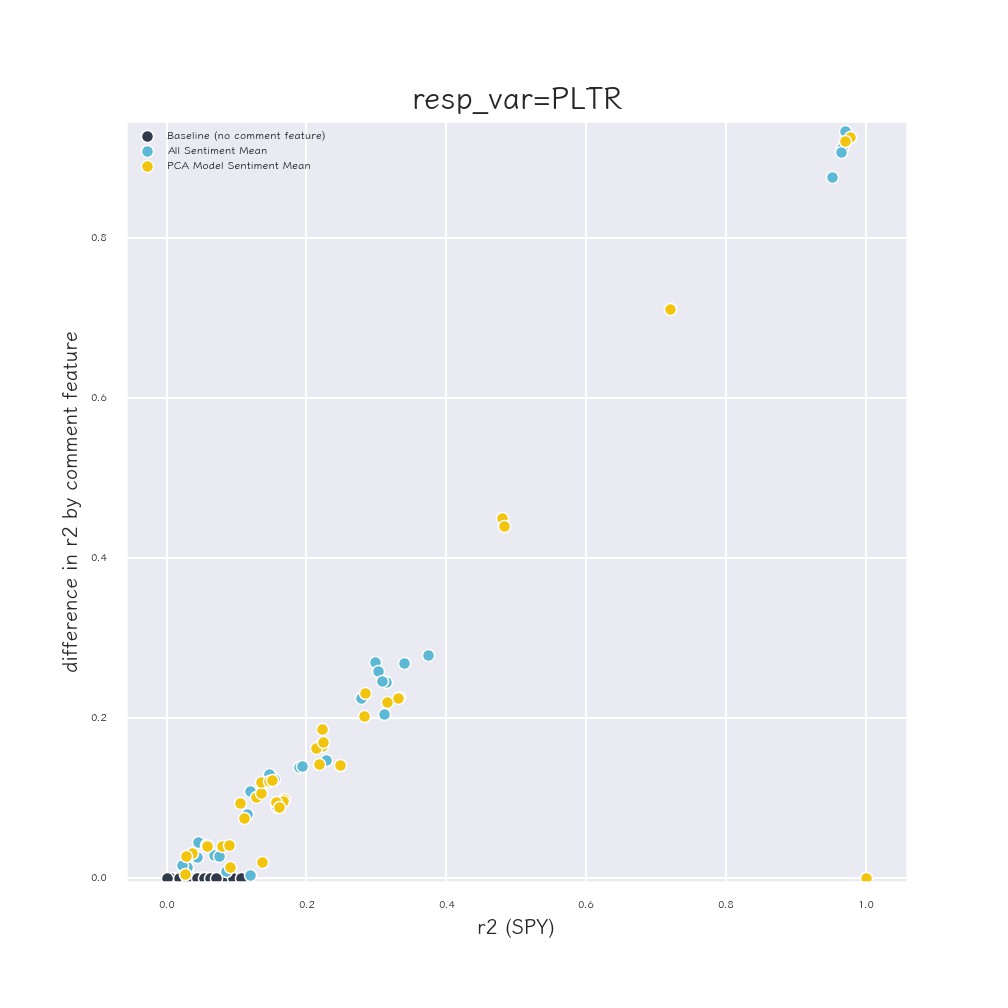 resp_var=PLTR
Baseline (no comment feature)
All Sentiment Mean
PCA Model Sentiment Mean
difference in r2 by comment feature
0.8
0.6
0.4
0.2
0.0
0.0 0.2 0.4 0.6 0.8 1.0
r2 (SPY)